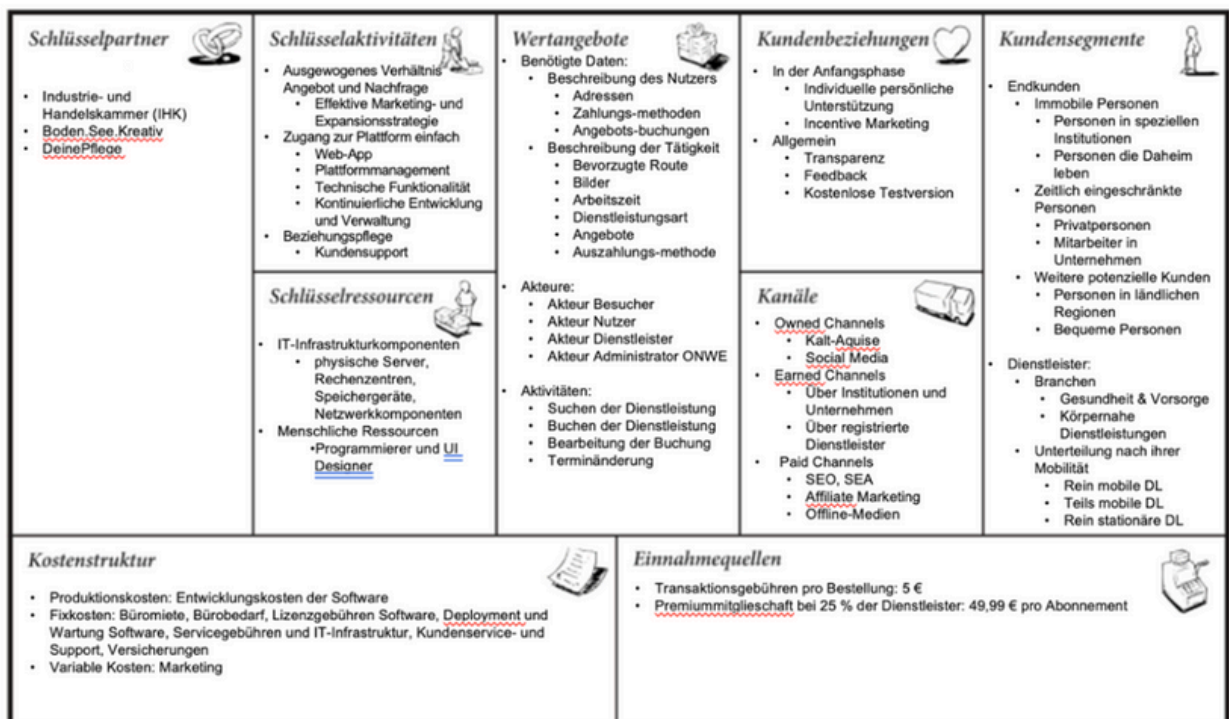 Schlüsselpartner
• Industrie- und
Handelskammer (IHK)
• Boden.See.Kreativ
• DeinePflege
Schlüsselaktivitäten
• Ausgewogenes Verhältnis
Angebot und Nachfrage
• Effektive Marketing- und
Expansionsstrategie
• Zugang zur Plattform einfach
• Web-App
• Plattformmanagement
• Technische Funktionalität
• Kontinuierliche Entwicklung
und Verwaltung
• Beziehungspflege
• Kundensupport
Schlüsselressourcen
• IT-Infrastrukturkomponenten
• physische Server,
Rechenzentren,
Speichergeräte,
Netzwerkkomponenten
• Menschliche Ressourcen
•Programmierer und UI
Designer
Wertangebote
• Benötigte Daten:
• Beschreibung des Nutzers
• Adressen
• Zahlungs-methoden
• Angebots-buchungen
• Beschreibung der Tätigkeit
• Bevorzugte Route
• Bilder
• Arbeitszeit
• Dienstleistungsart
• Angebote
• Auszahlungs-methode
• Akteure:
• Akteur Besucher
• Akteur Nutzer
• Akteur Dienstleister
• Akteur Administrator ONWE
• Aktivitäten:
• Suchen der Dienstleistung
• Buchen der Dienstleistung
• Bearbeitung der Buchung
• Terminänderung
Kundenbeziehungen
• In der Anfangsphase
• Individuelle persönliche
Unterstützung
• Incentive Marketing
• Allgemein
• Transparenz
• Feedback
• Kostenlose Testversion
Kanäle
• Owned Channels
• Kalt-Aquise
• Social Media
• Earned Channels
• Über Institutionen und
Unternehmen
• Über registrierte
Dienstleister
• Paid Channels
• SEO, SEA
• Affiliate Marketing
• Offline-Medien
Kundensegmente
• Endkunden
• Immobile Personen
• Personen in speziellen
Institutionen
• Personen die Daheim
leben
• Zeitlich eingeschränkte
Personen
• Privatpersonen
• Mitarbeiter in
Unternehmen
• Weitere potenzielle Kunden
• Personen in ländlichen
Regionen
• Bequeme Personen
• Dienstleister:
• Branchen
• Gesundheit & Vorsorge
• Körpernahe
Dienstleistungen
• Unterteilung nach ihrer
Mobilität
• Rein mobile DL
• Teils mobile DL
• Rein stationäre DL
Kostenstruktur
• Produktionskosten: Entwicklungskosten der Software
• Fixkosten: Büromiete, Bürobedarf, Lizenzgebühren Software, Deployment und
Wartung Software, Servicegebühren und IT-Infrastruktur, Kundenservice- und
Support, Versicherungen
• Variable Kosten: Marketing
Einnahmequellen
• Transaktionsgebühren pro Bestellung: 5 €
• Premiummitglieschaft bei 25 % der Dienstleister: 49,99 € pro Abonnement